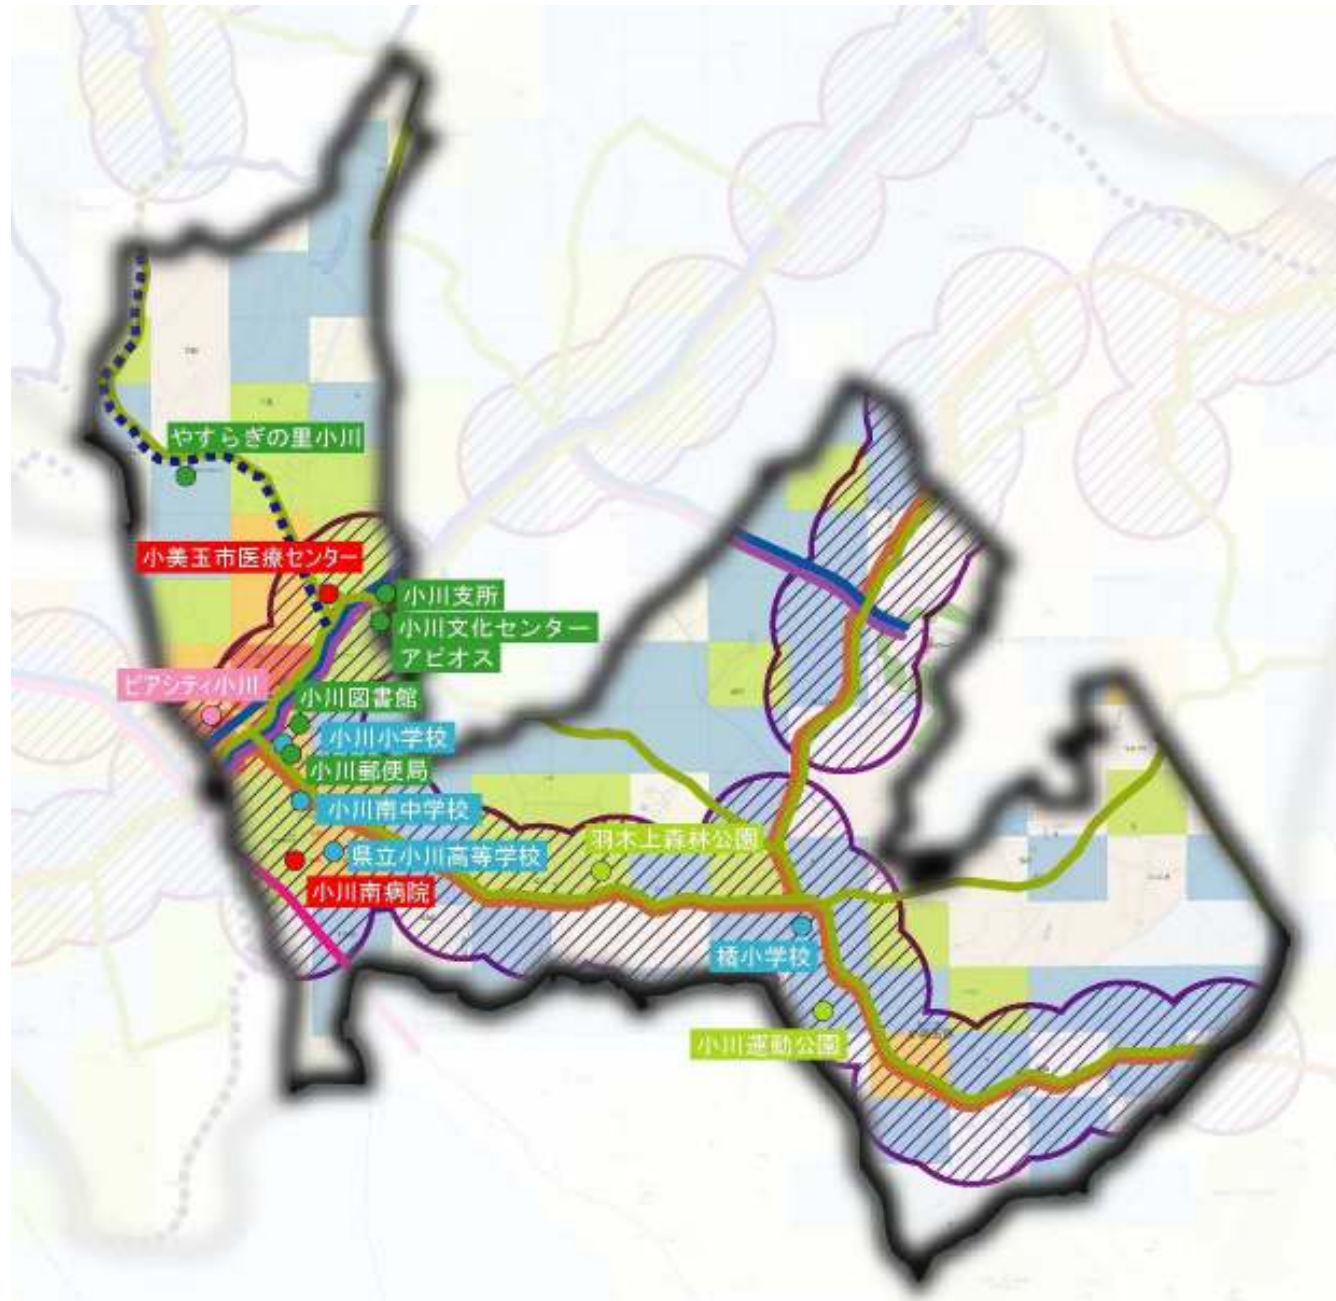 やすらぎの里小川
小美玉市医療センター
小川支所
小川文化センター
アピオス
ピアシティ小川
小川図書館
小川小学校
小川郵便局
小川南中学校
羽木上森林公園
県立小川高等学校
小川南病院
橘小学校
小川運動公園